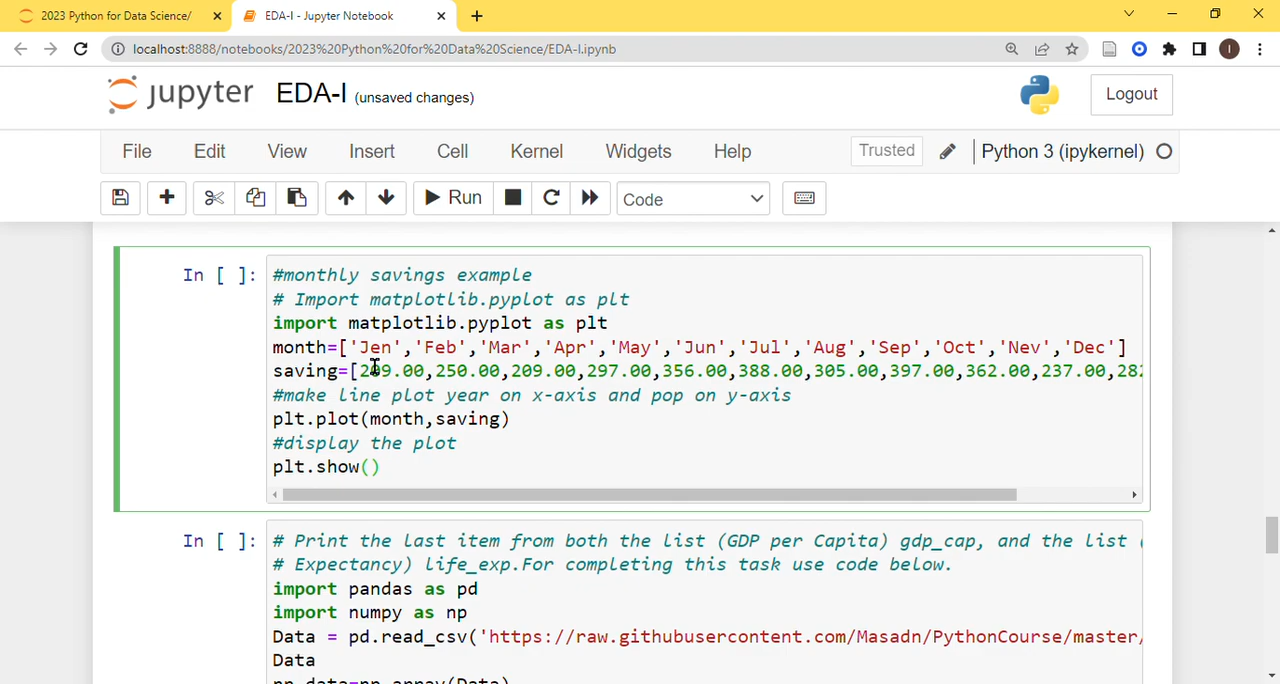 2023 Python for Data Science/
EDA-I - Jupyter Notebook
localhost:8888/notebooks/2023%20Python%20for%20Data%20Science/EDA-I.ipynb
I
jupyter EDA-I (unsaved changes)
Logout
File Edit View Insert Cell Kernel Widgets Help Trusted Python 3 (ipykernel)
Run Code
In [ ]: #monthly savings example
# Import matplotlib.pyplot as plt
import matplotlib.pyplot as plt
month=['Jen','Feb','Mar','Apr','May','Jun','Jul','Aug','Sep','Oct','Nev','Dec']
saving=[209.00,250.00,209.00,297.00,356.00,388.00,305.00,397.00,362.00,237.00,282
#make line plot year on x-axis and pop on y-axis
plt.plot(month,saving)
#display the plot
plt.show()
In [ ]: # Print the last item from both the list (GDP per Capita) gdp_cap, and the list (
# Expectancy) life_exp.For completing this task use code below.
import pandas as pd
import numpy as np
Data = pd.read_csv('https://raw.githubusercontent.com/Masadn/PythonCourse/master/
Data
np_data=np.array(Data)